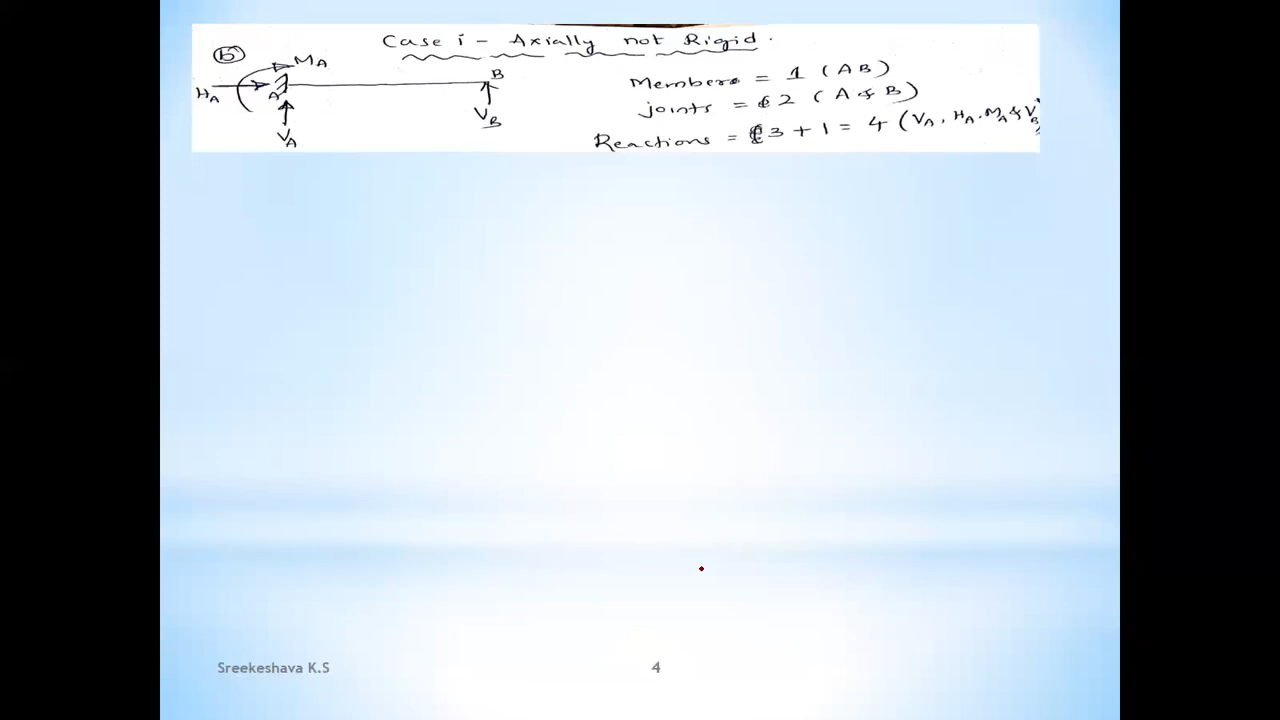 Case i - Axially not Rigid.
b
MA
HA
A
B
VA
VB
Members = 1 (AB)
joints = 2 (A & B)
Reactions = 3 + 1 = 4 (VA, HA, MA & VB
Sreekeshava K.S
4